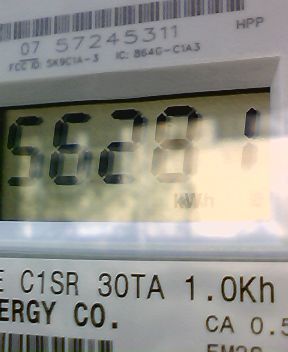 HPP
07 57245311
FCC ID: SK9C1A-3 IC: 864G-C1A3
56281
kWh
E C1SR 30TA 1.0Kh
ERGY CO.
CA 0.5